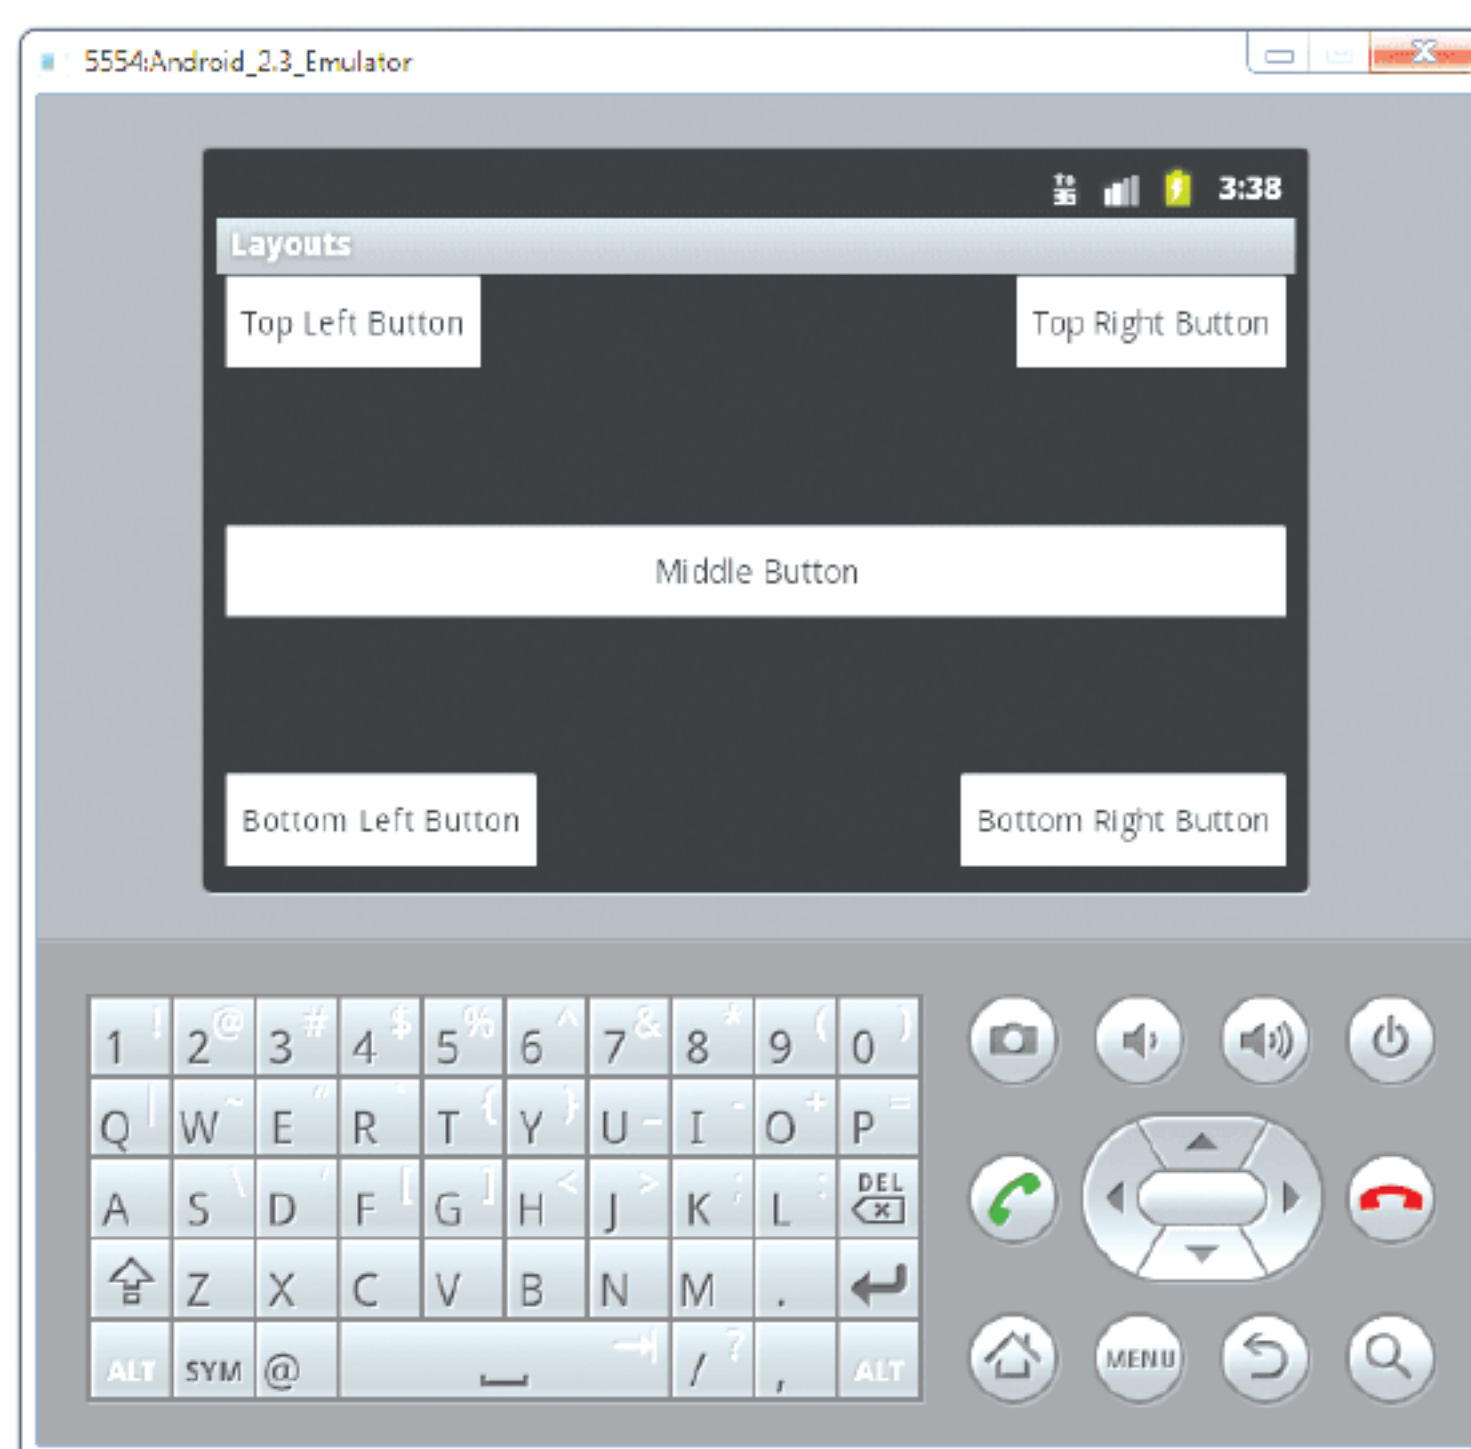 5554:Android_2.3_Emulator
3G 3:38
Layouts
Top Left Button Top Right Button
Middle Button
Bottom Left Button Bottom Right Button
1 ! 2 @ 3 # 4 $ 5 % 6 ^ 7 & 8 * 9 ( 0 )
Q | W ~ E " R ` T { Y } U _ I - O + P =
A S \ D ' F [ G ] H < J > K ; L : DEL
Z X C V B N M .
ALT SYM @ / ? , ALT MENU